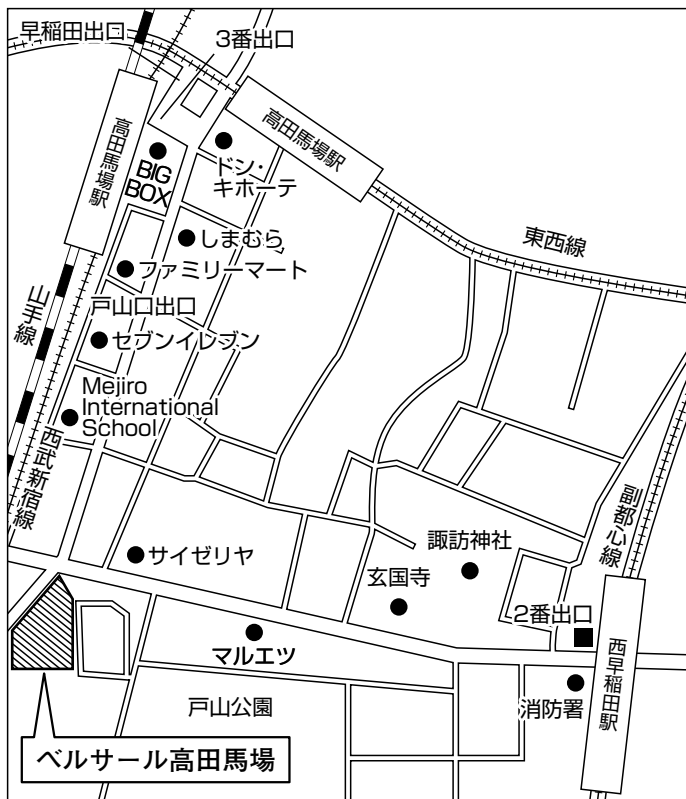 早稲田出口
3番出口
高田馬場駅
高田馬場駅
BIG
BOX
ドン・
キホーテ
しまむら
東西線
ファミリーマート
山手線
戸山口出口
セブンイレブン
Mejiro
International
School
西武新宿線
副都心線
サイゼリヤ
諏訪神社
玄国寺
2番出口
マルエツ
西早稲田駅
戸山公園
消防署
ベルサール高田馬場